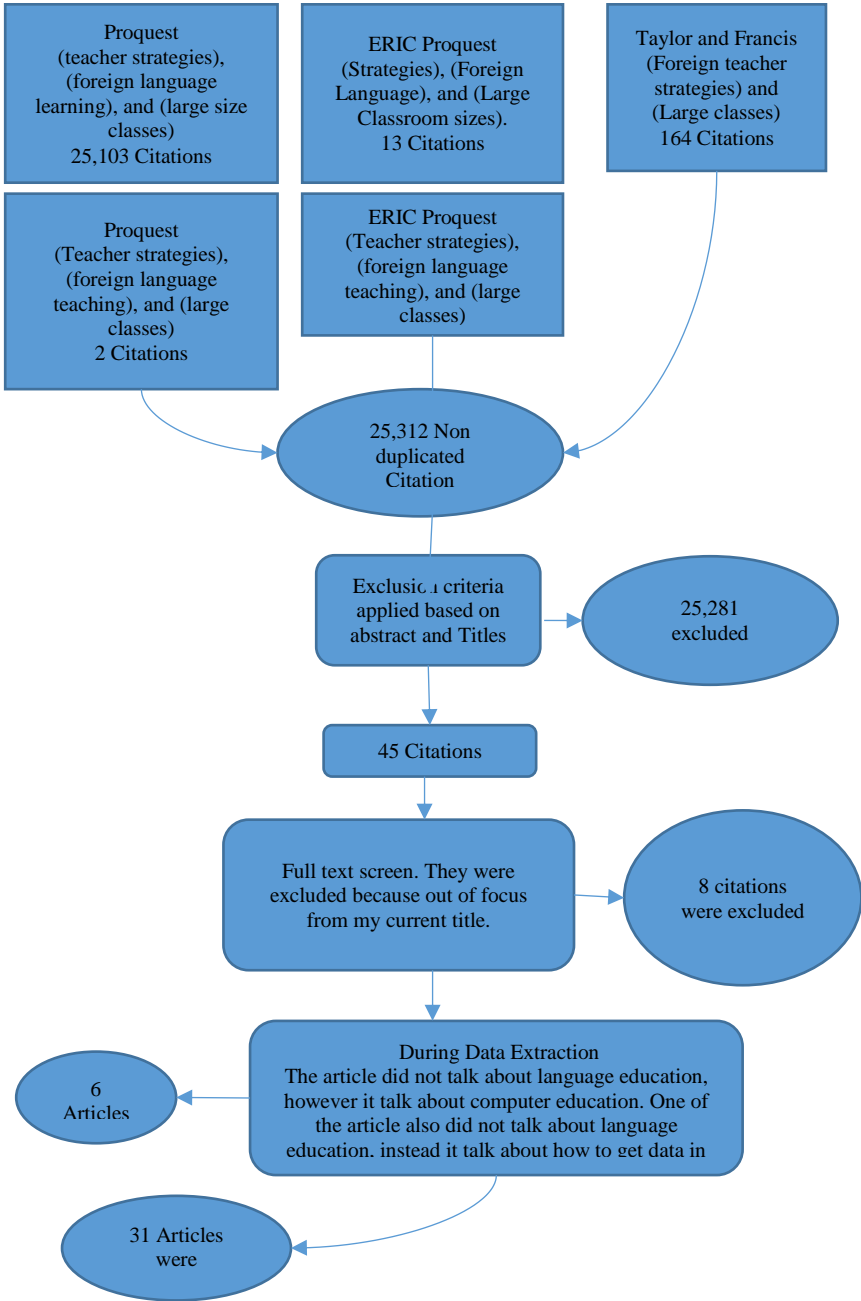 Proquest
(teacher strategies),
(foreign language
learning), and (large size
classes)
25,103 Citations
ERIC Proquest
(Strategies), (Foreign
Language), and (Large
Classroom sizes).
13 Citations
Taylor and Francis
(Foreign teacher
strategies) and
(Large classes)
164 Citations
Proquest
(Teacher strategies),
(foreign language
teaching), and (large
classes)
2 Citations
ERIC Proquest
(Teacher strategies),
(foreign language
teaching), and (large
classes)
25,312 Non
duplicated
Citation
Exclusion criteria
applied based on
abstract and Titles
25,281
excluded
45 Citations
Full text screen. They were
excluded because out of focus
from my current title.
8 citations
were excluded
During Data Extraction
The article did not talk about language education,
however it talk about computer education. One of
the article also did not talk about language
education, instead it talk about how to get data in
6
Articles
31 Articles
were